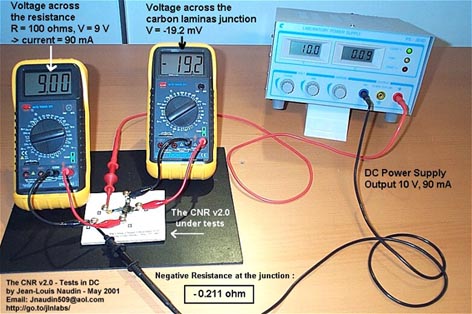 Voltage across
the resistance
R = 100 ohms, V = 9 V
-> current = 90 mA
Voltage across the
carbon laminas junction
V = -19.2 mV
9.00
19.2
LABORATORY POWER SUPPLY
10.0
0.09
DC Power Supply
Output 10 V, 90 mA
The CNR v2.0
under tests
Negative Resistance at the junction :
-0.211 ohm
The CNR v2.0 - Tests in DC
by Jean-Louis Naudin - May 2001
Email: Jnaudin509@aol.com
http://go.to/jlnlabs/